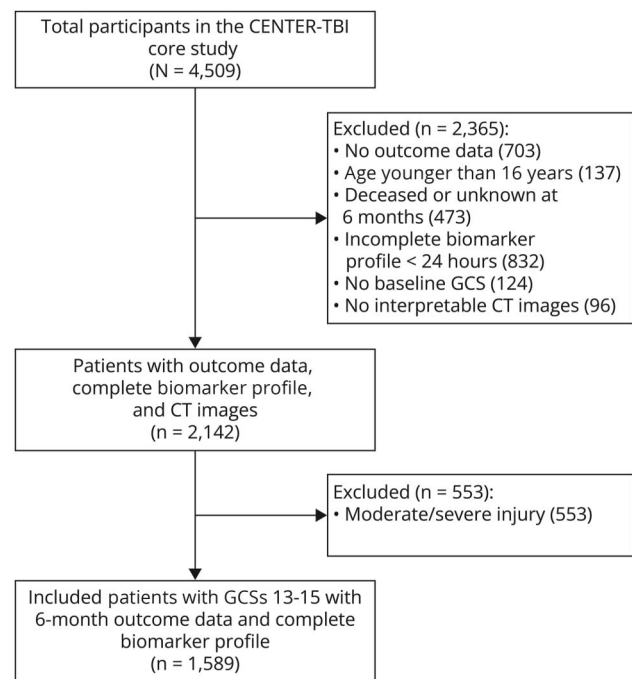 Total participants in the CENTER-TBI
core study
(N = 4,509)
Excluded (n = 2,365):
• No outcome data (703)
• Age younger than 16 years (137)
• Deceased or unknown at
6 months (473)
• Incomplete biomarker
profile < 24 hours (832)
• No baseline GCS (124)
• No interpretable CT images (96)
Patients with outcome data,
complete biomarker profile,
and CT images
(n = 2,142)
Excluded (n = 553):
• Moderate/severe injury (553)
Included patients with GCSs 13-15 with
6-month outcome data and complete
biomarker profile
(n = 1,589)